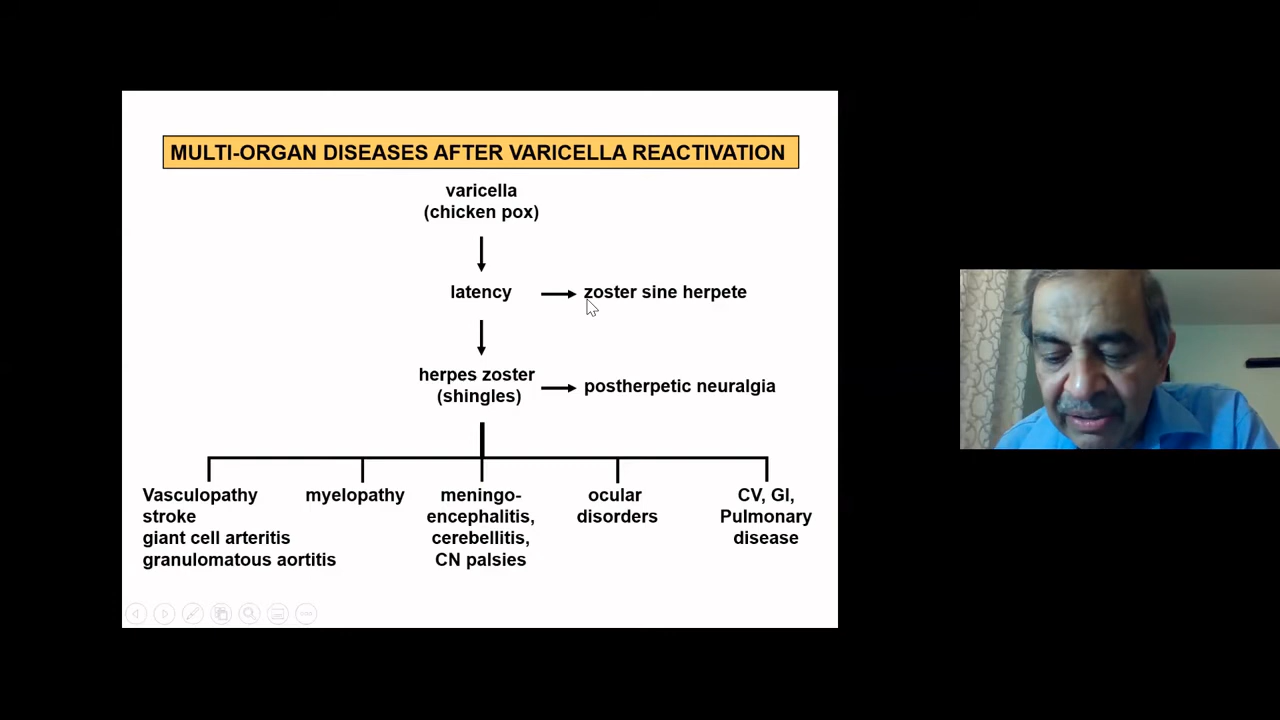 MULTI-ORGAN DISEASES AFTER VARICELLA REACTIVATION
varicella
(chicken pox)
latency
zoster sine herpete
herpes zoster
(shingles)
postherpetic neuralgia
Vasculopathy
stroke
giant cell arteritis
granulomatous aortitis
myelopathy
meningo-
encephalitis,
cerebellitis,
CN palsies
ocular
disorders
CV, GI,
Pulmonary
disease